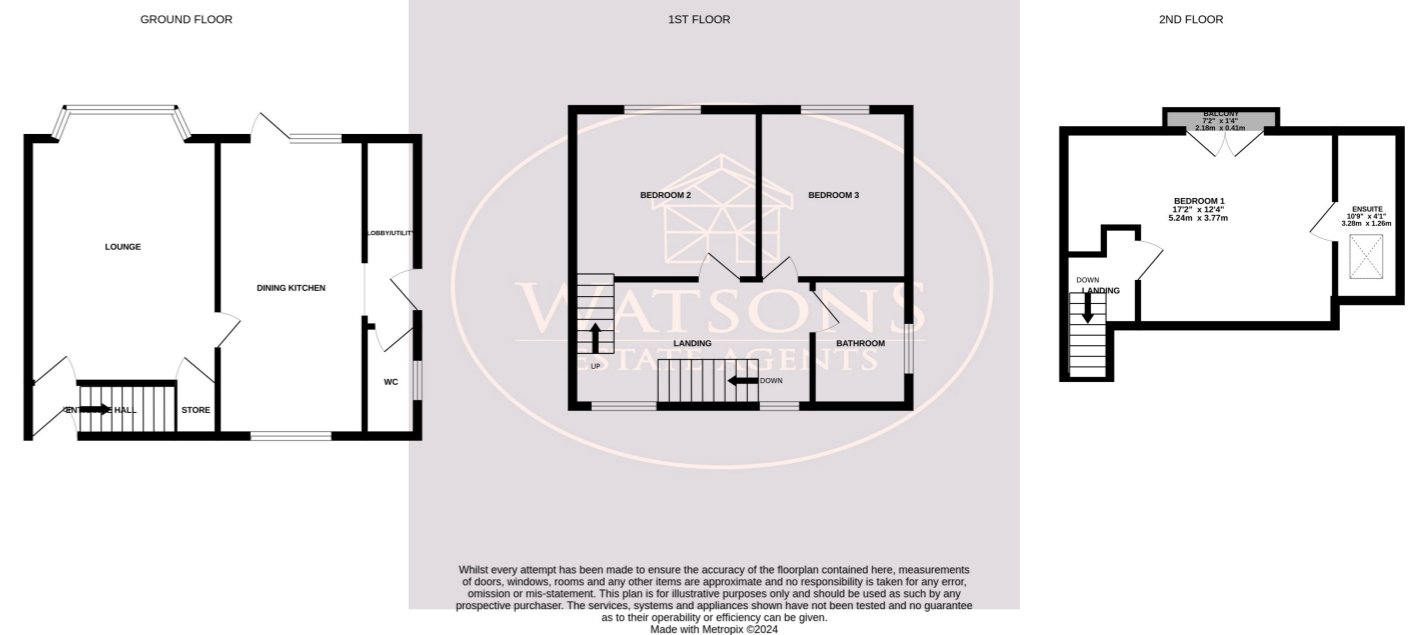 GROUND FLOOR
LOUNGE
DINING KITCHEN
LOBBY/UTILITY
WC
ENTRANCE HALL
STORE
1ST FLOOR
BEDROOM 2
BEDROOM 3
WATSONS
ESTATE AGENTS
LANDING
BATHROOM
UP
DOWN
2ND FLOOR
BALCONY
7'2" x 1'4"
2.18m x 0.41m
BEDROOM 1
17'2" x 12'4"
5.24m x 3.77m
ENSUITE
10'9" x 4'1"
3.28m x 1.26m
DOWN
LANDING
Whilst every attempt has been made to ensure the accuracy of the floorplan contained here, measurements
of doors, windows, rooms and any other items are approximate and no responsibility is taken for any error,
omission or mis-statement. This plan is for illustrative purposes only and should be used as such by any
prospective purchaser. The services, systems and appliances shown have not been tested and no guarantee
as to their operability or efficiency can be given.
Made with Metropix ©2024